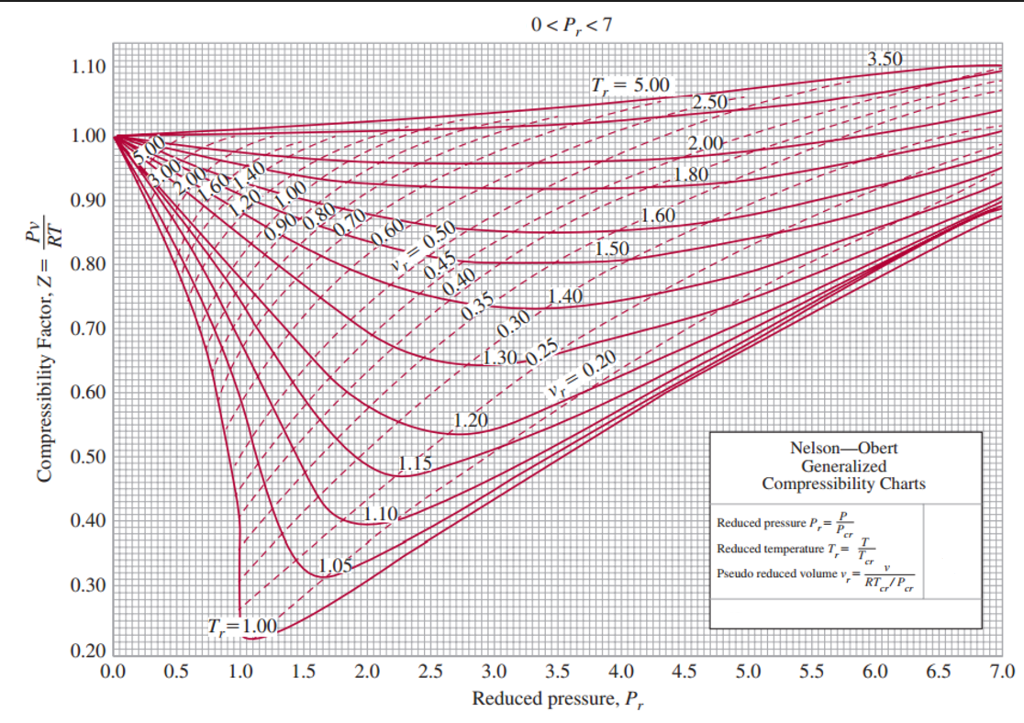 0 < P_r < 7
Compressibility Factor, Z = Pv/RT
1.10
1.00
0.90
0.80
0.70
0.60
0.50
0.40
0.30
0.20
3.50
T_r = 5.00
2.50
2.00
1.80
1.60
1.50
1.40
1.30
1.20
1.15
1.10
1.05
T_r=1.00
5.00
3.00
2.00
1.60
1.40
1.20
1.00
0.90
0.80
0.70
0.60
v_r = 0.50
0.45
0.40
0.35
0.30
0.25
v_r = 0.20
Nelson—Obert
Generalized
Compressibility Charts
Reduced pressure P_r = P/P_cr
Reduced temperature T_r = T/T_cr
Pseudo reduced volume v_r = v/RT_cr/P_cr
0.0 0.5 1.0 1.5 2.0 2.5 3.0 3.5 4.0 4.5 5.0 5.5 6.0 6.5 7.0
Reduced pressure, P_r